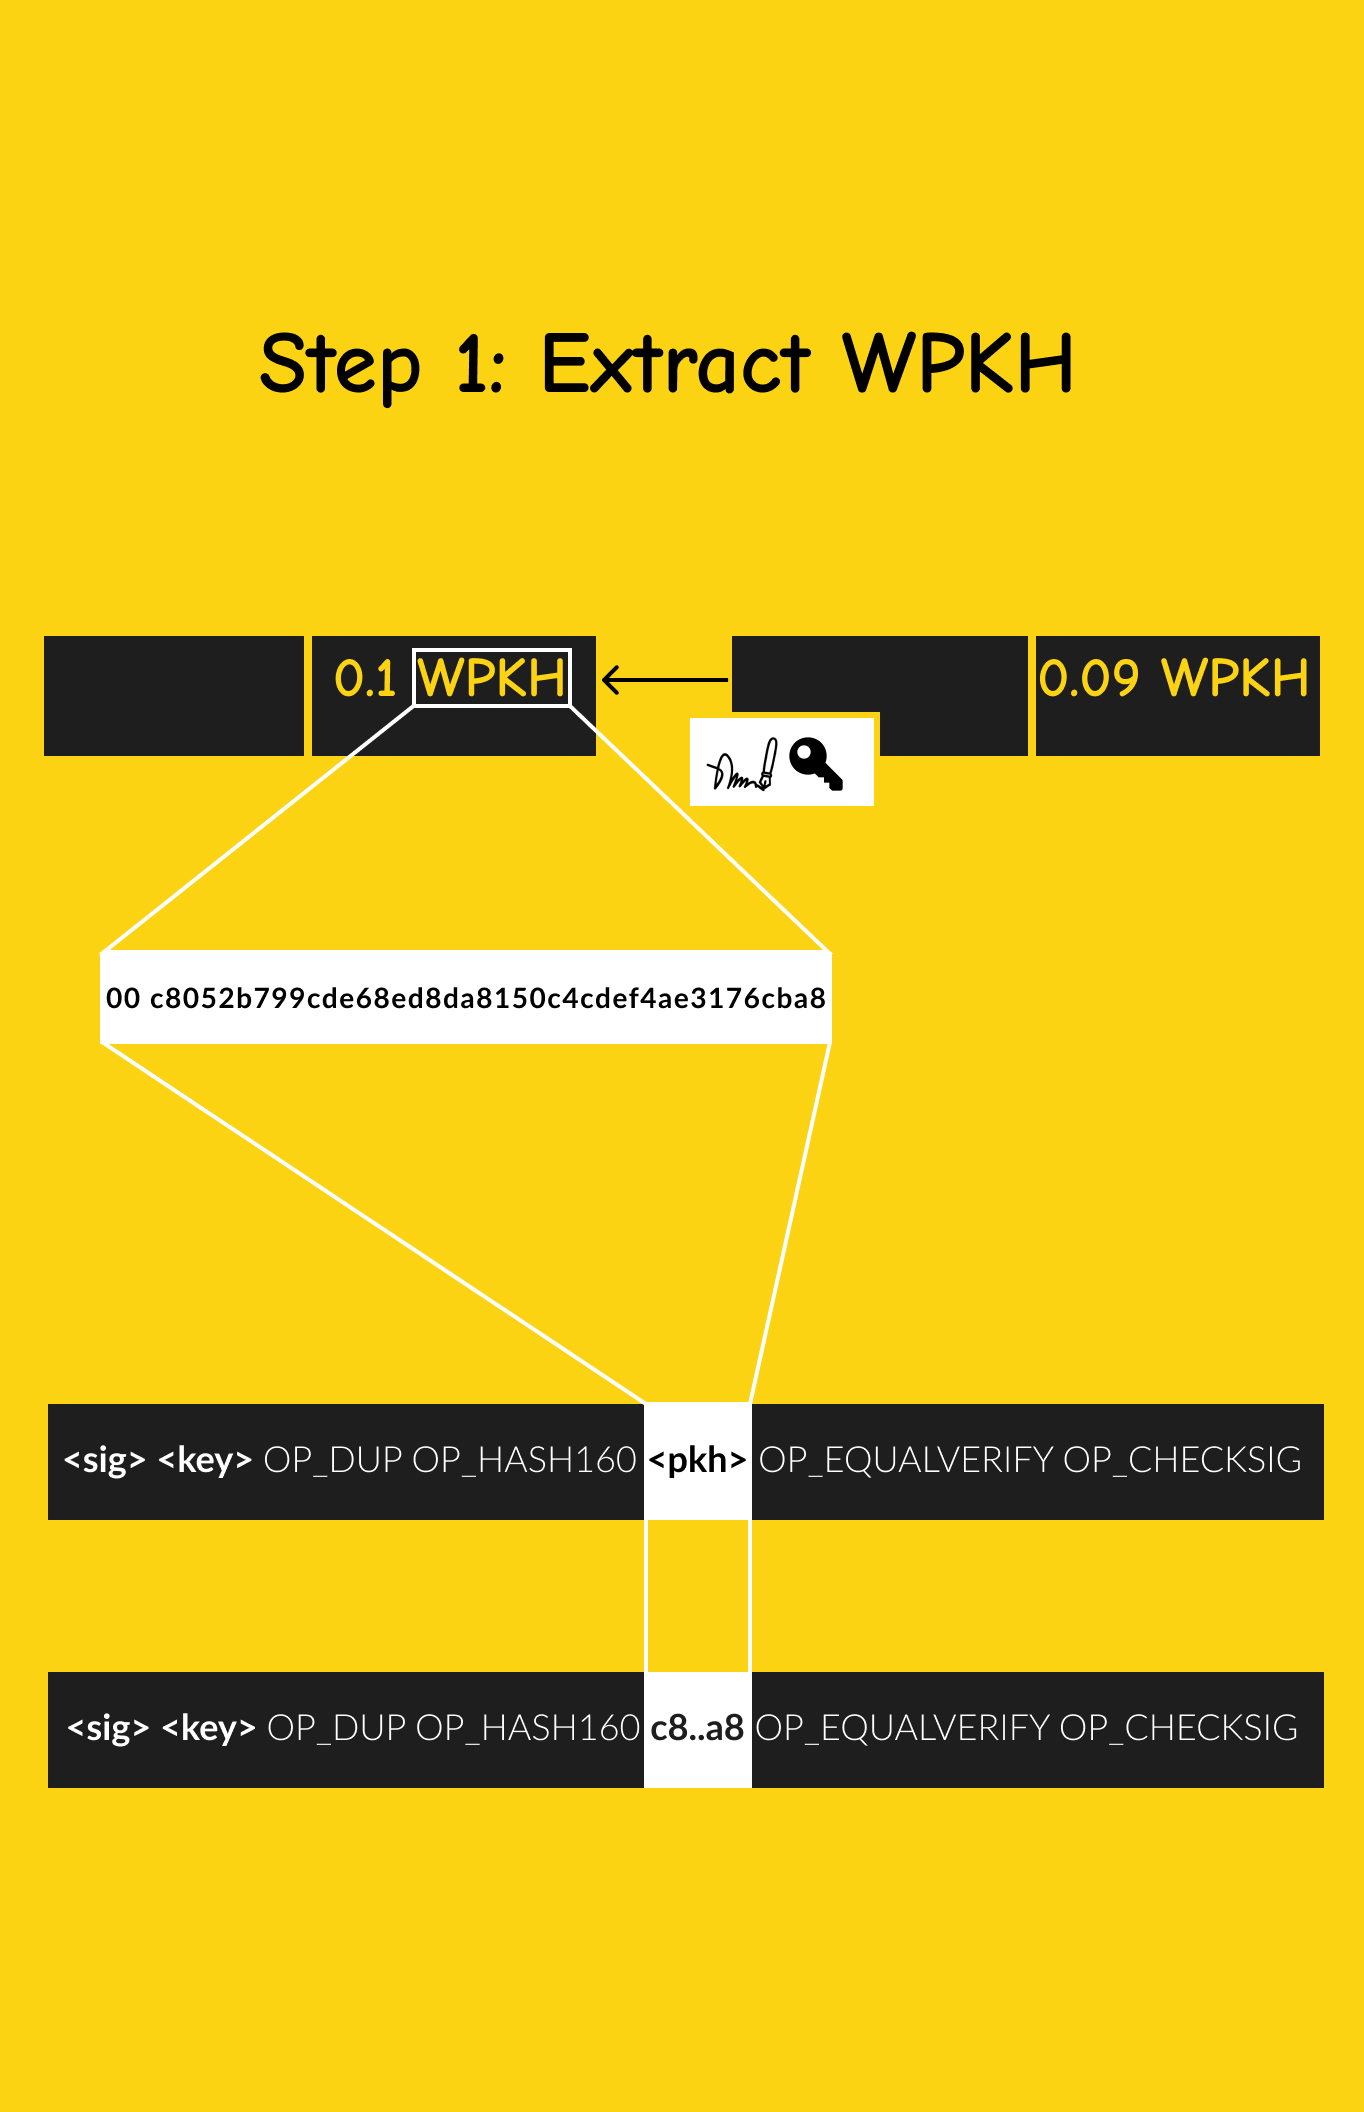 Step 1: Extract WPKH
0.1 WPKH
0.09 WPKH
00 c8052b799cde68ed8da8150c4cdef4ae3176cba8
<sig> <key> OP_DUP OP_HASH160 <pkh> OP_EQUALVERIFY OP_CHECKSIG
<sig> <key> OP_DUP OP_HASH160 c8..a8 OP_EQUALVERIFY OP_CHECKSIG